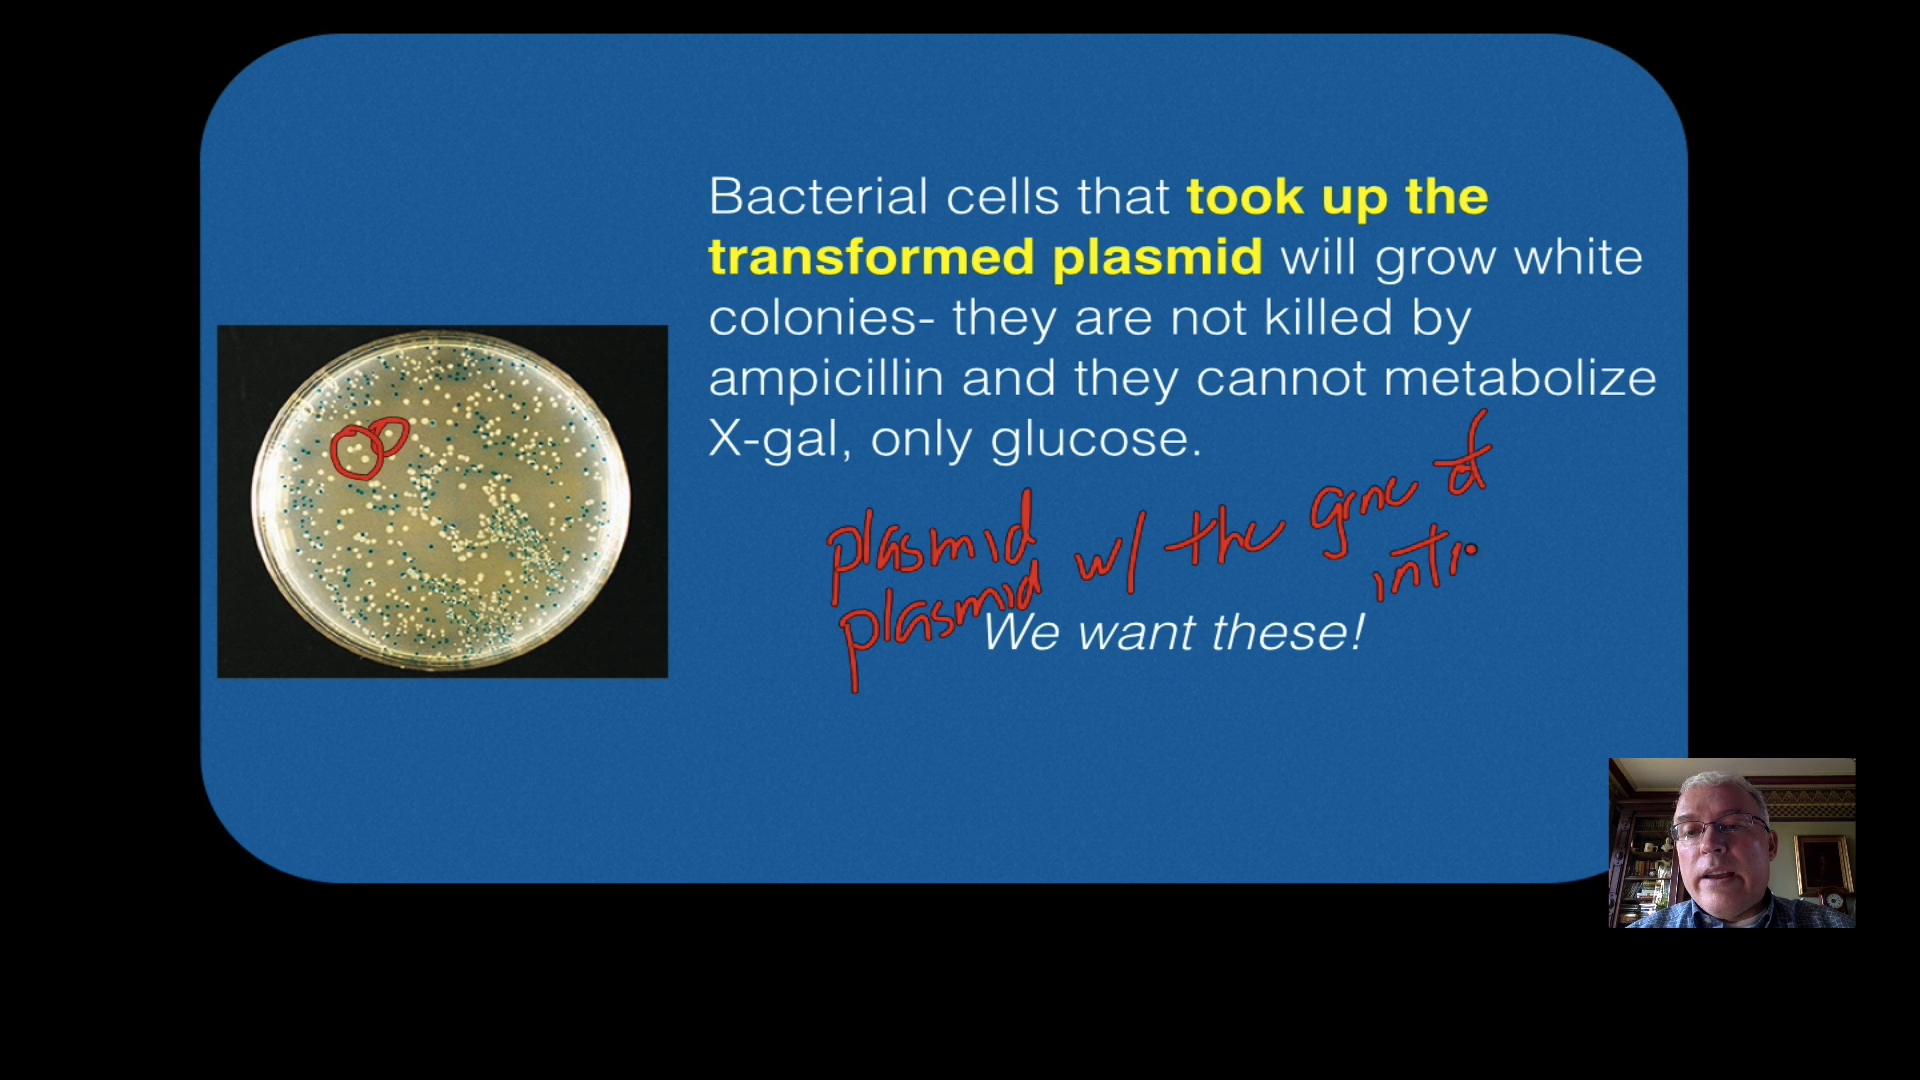 Bacterial cells that took up the
transformed plasmid will grow white
colonies- they are not killed by
ampicillin and they cannot metabolize
X-gal, only glucose.
plasmid w/ the gene of
plasmid
We want these!